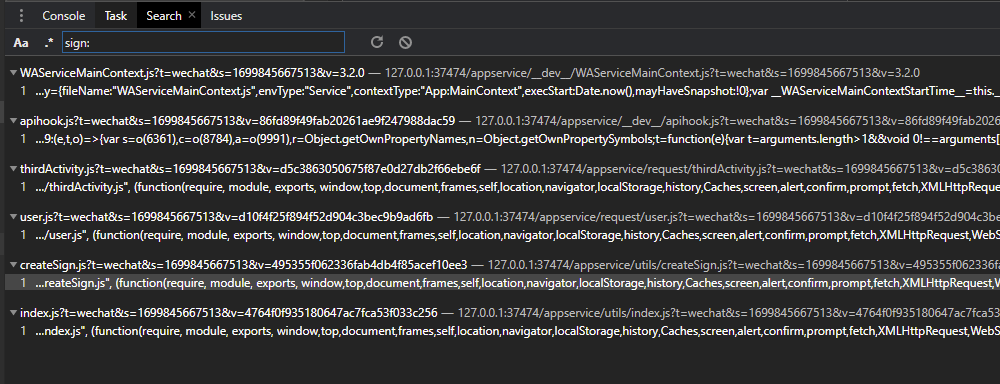 Console Task Search × Issues
Aa .* sign:
WAServiceMainContext.js?t=wechat&s=1699845667513&v=3.2.0 — 127.0.0.1:37474/appservice/__dev__/WAServiceMainContext.js?t=wechat&s=1699845667513&v=3.2.0
1 ...y={fileName:"WAServiceMainContext.js",envType:"Service",contextType:"App:MainContext",execStart:Date.now(),mayHaveSnapshot:!0};var __WAServiceMainContextStartTime__=this._
apihook.js?t=wechat&s=1699845667513&v=86fd89f49fab20261ae9f247988dac59 — 127.0.0.1:37474/appservice/__dev__/apihook.js?t=wechat&s=1699845667513&v=86fd89f49fab2026
1 ...9:(e,t,o)=>{var s=o(6361),c=o(8784),a=o(9991),r=Object.getOwnPropertyNames,n=Object.getOwnPropertySymbols;t=function(e){var t=arguments.length>1&&void 0!==arguments[
thirdActivity.js?t=wechat&s=1699845667513&v=d5c3863050675f87e0d27db2f66ebe6f — 127.0.0.1:37474/appservice/request/thirdActivity.js?t=wechat&s=1699845667513&v=d5c386
1 .../thirdActivity.js", (function(require, module, exports, window,top,document,frames,self,location,navigator,localStorage,history,Caches,screen,alert,confirm,prompt,fetch,XMLHttpReq
user.js?t=wechat&s=1699845667513&v=d10f4f25f894f52d904c3bec9b9ad6fb — 127.0.0.1:37474/appservice/request/user.js?t=wechat&s=1699845667513&v=d10f4f25f894f52d904c3be
1 .../user.js", (function(require, module, exports, window,top,document,frames,self,location,navigator,localStorage,history,Caches,screen,alert,confirm,prompt,fetch,XMLHttpRequest,WebS
createSign.js?t=wechat&s=1699845667513&v=495355f062336fab4db4f85acef10ee3 — 127.0.0.1:37474/appservice/utils/createSign.js?t=wechat&s=1699845667513&v=495355f062336fa
1 ...reateSign.js", (function(require, module, exports, window,top,document,frames,self,location,navigator,localStorage,history,Caches,screen,alert,confirm,prompt,fetch,XMLHttpRequest,W
index.js?t=wechat&s=1699845667513&v=4764f0f935180647ac7fca53f033c256 — 127.0.0.1:37474/appservice/utils/index.js?t=wechat&s=1699845667513&v=4764f0f935180647ac7fca53
1 ...ndex.js", (function(require, module, exports, window,top,document,frames,self,location,navigator,localStorage,history,Caches,screen,alert,confirm,prompt,fetch,XMLHttpRequest,WebSo